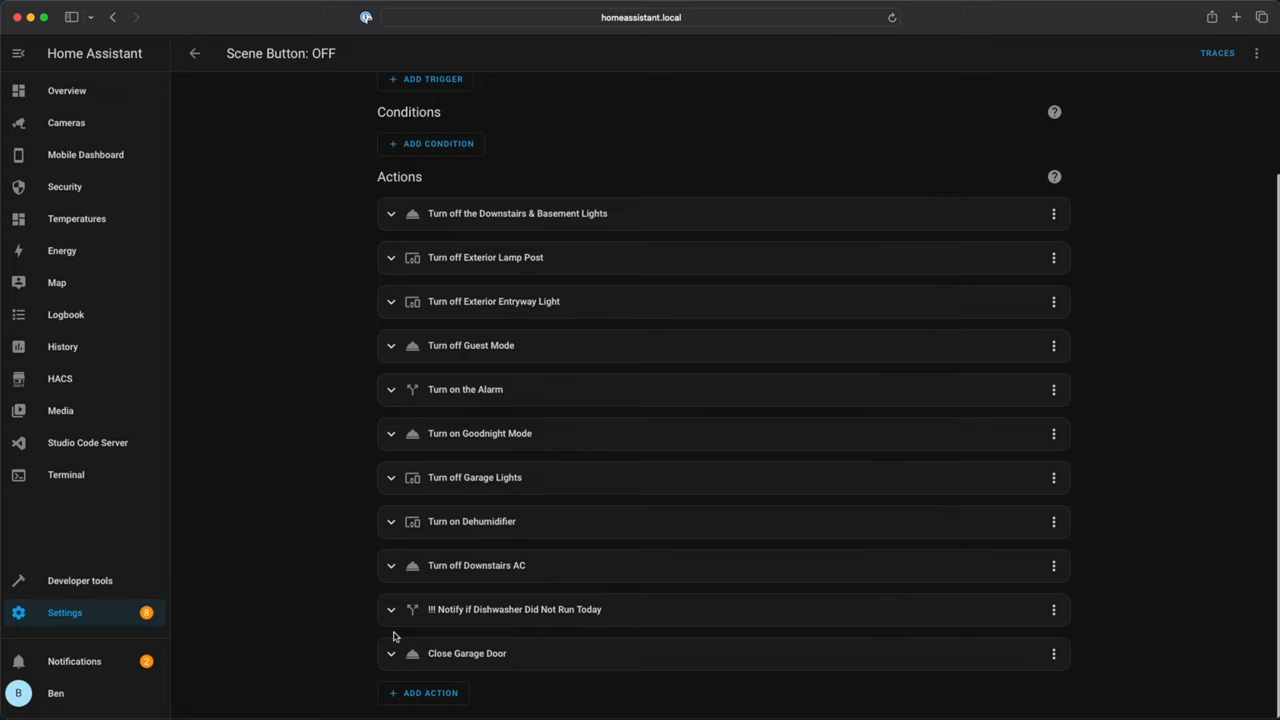 homeassistant.local
Home Assistant
Scene Button: OFF
TRACES
Overview
Cameras
Mobile Dashboard
Security
Temperatures
Energy
Map
Logbook
History
HACS
Media
Studio Code Server
Terminal
Developer tools
Settings 8
Notifications 2
B Ben
+ ADD TRIGGER
Conditions
+ ADD CONDITION
Actions
Turn off the Downstairs & Basement Lights
Turn off Exterior Lamp Post
Turn off Exterior Entryway Light
Turn off Guest Mode
Turn on the Alarm
Turn on Goodnight Mode
Turn off Garage Lights
Turn on Dehumidifier
Turn off Downstairs AC
!!! Notify if Dishwasher Did Not Run Today
Close Garage Door
+ ADD ACTION